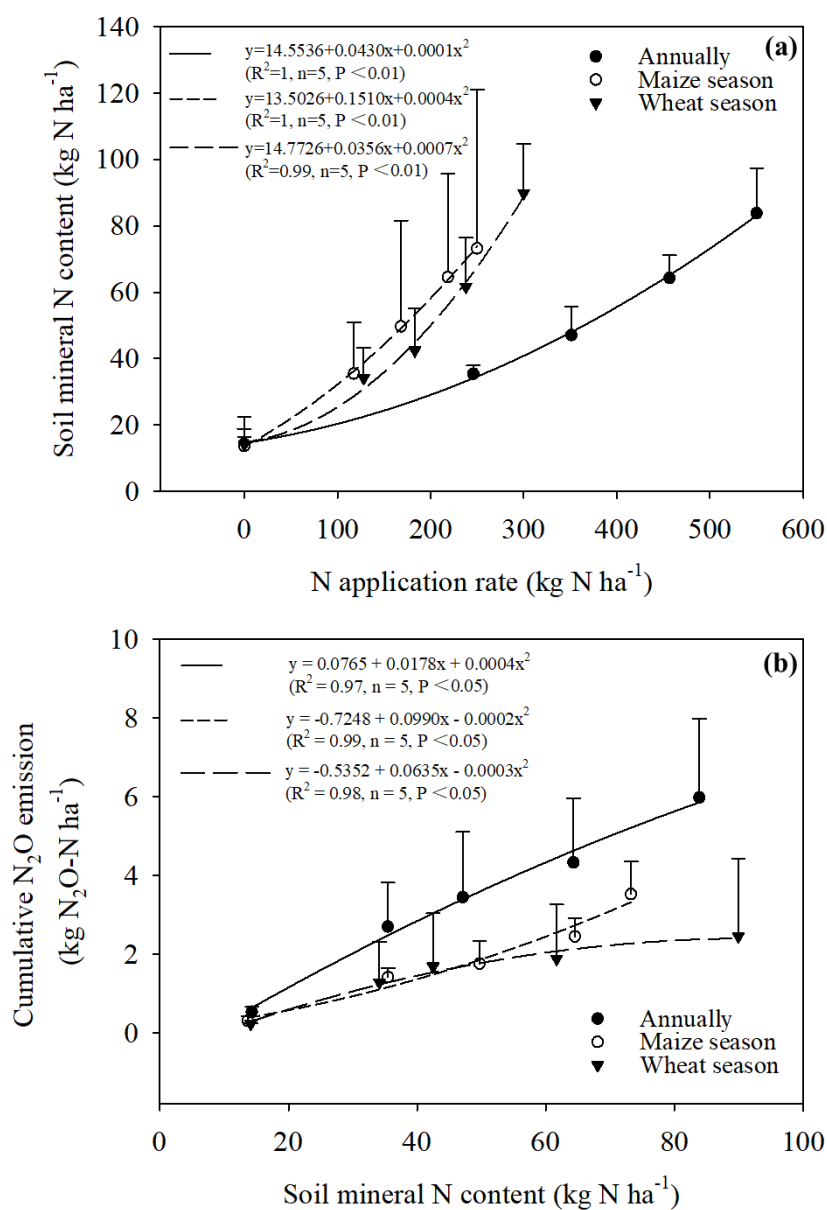 (a)
y=14.5536+0.0430x+0.0001x²
(R²=1, n=5, P <0.01)
y=13.5026+0.1510x+0.0004x²
(R²=1, n=5, P <0.01)
y=14.7726+0.0356x+0.0007x²
(R²=0.99, n=5, P <0.01)
Annually
Maize season
Wheat season
Soil mineral N content (kg N ha⁻¹)
140
120
100
80
60
40
20
0
0 100 200 300 400 500 600
N application rate (kg N ha⁻¹)
(b)
y = 0.0765 + 0.0178x + 0.0004x²
(R² = 0.97, n = 5, P <0.05)
y = -0.7248 + 0.0990x - 0.0002x²
(R² = 0.99, n = 5, P <0.05)
y = -0.5352 + 0.0635x - 0.0003x²
(R² = 0.98, n = 5, P <0.05)
Cumulative N₂O emission
(kg N₂O-N ha⁻¹)
10
8
6
4
2
0
Annually
Maize season
Wheat season
0 20 40 60 80 100
Soil mineral N content (kg N ha⁻¹)